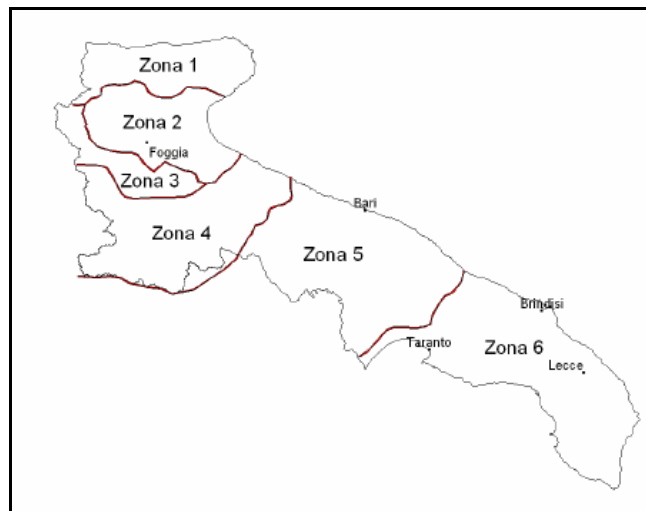 Zona 1
Zona 2
Foggia
Zona 3
Bari
Zona 4
Zona 5
Brindisi
Taranto
Zona 6
Lecce